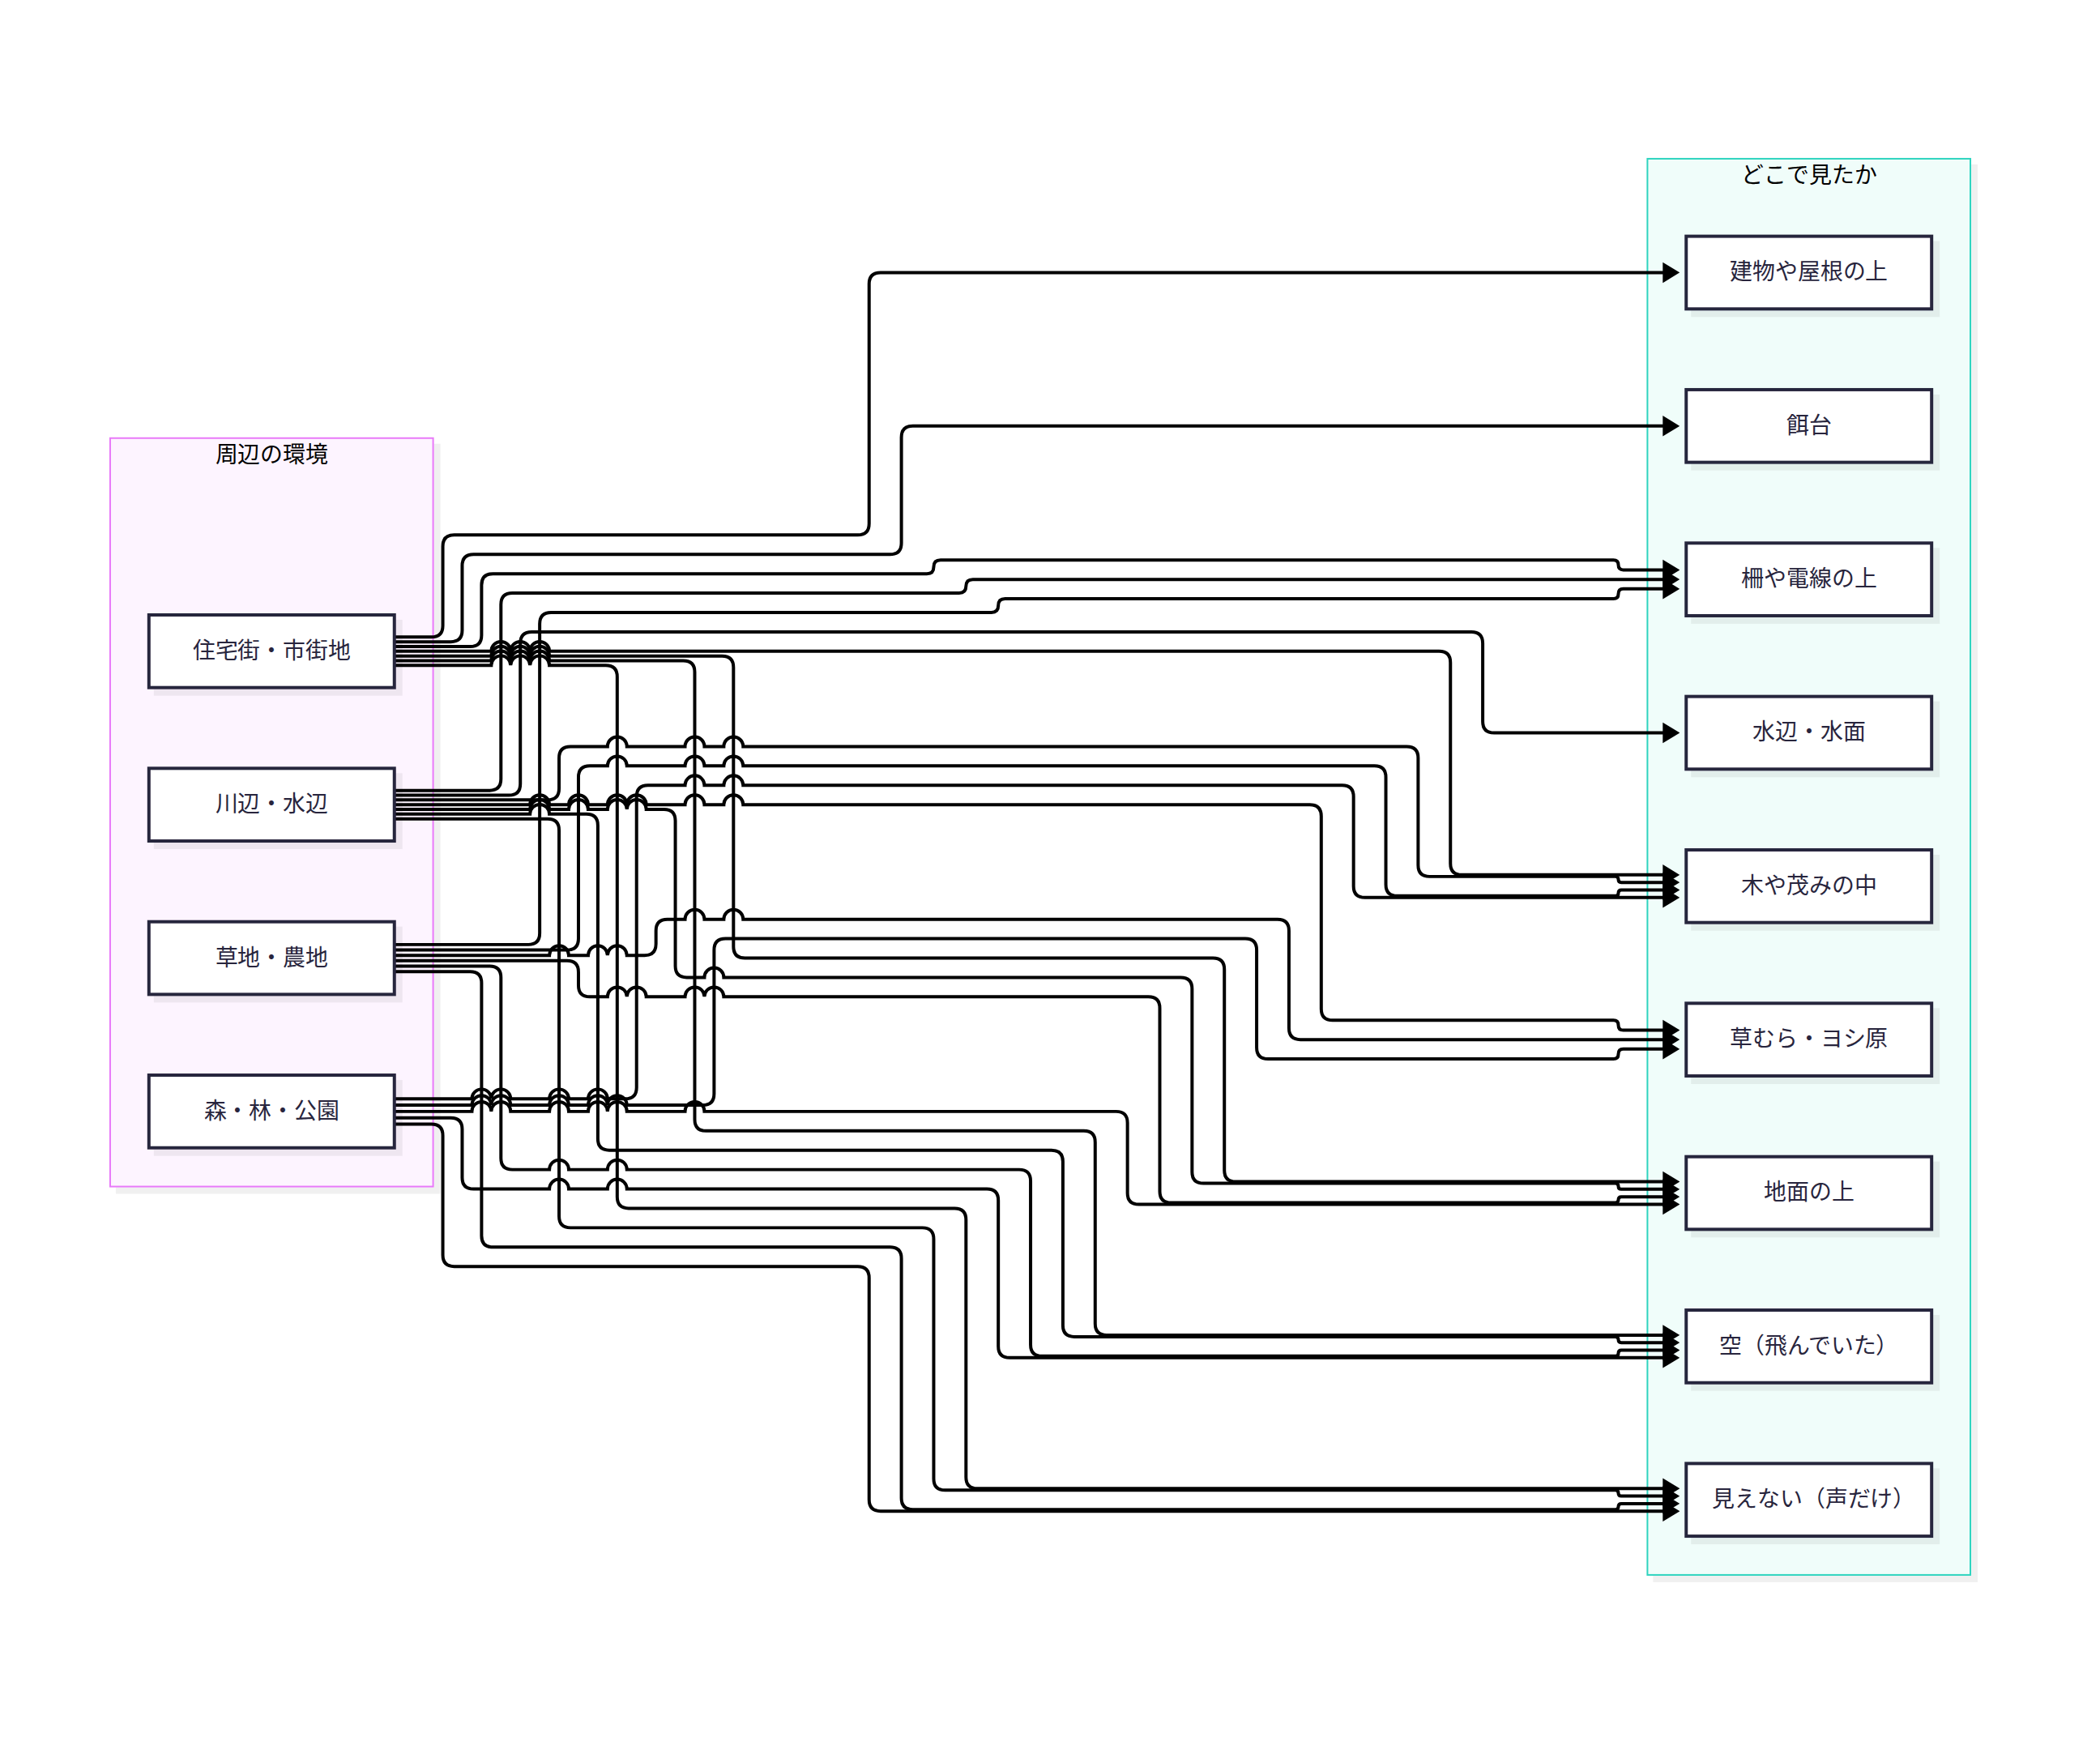 周辺の環境
住宅街・市街地
川辺・水辺
草地・農地
森・林・公園
どこで見たか
建物や屋根の上
餌台
柵や電線の上
水辺・水面
木や茂みの中
草むら・ヨシ原
地面の上
空（飛んでいた）
見えない（声だけ）